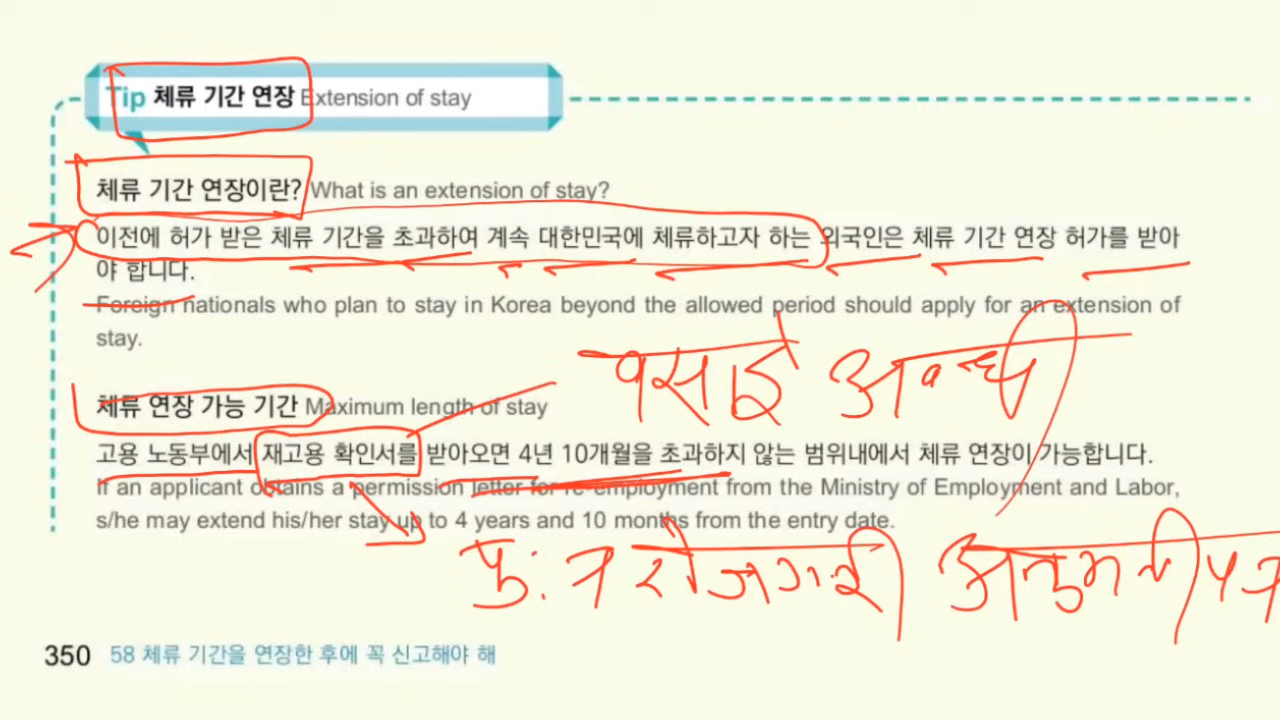 Tip 체류 기간 연장 Extension of stay
체류 기간 연장이란? What is an extension of stay?
이전에 허가 받은 체류 기간을 초과하여 계속 대한민국에 체류하고자 하는 외국인은 체류 기간 연장 허가를 받아
야 합니다.
Foreign nationals who plan to stay in Korea beyond the allowed period should apply for an extension of
stay.
체류 연장 가능 기간 Maximum length of stay
고용 노동부에서 재고용 확인서를 받아오면 4년 10개월을 초과하지 않는 범위내에서 체류 연장이 가능합니다.
If an applicant obtains a permission letter for re-employment from the Ministry of Employment and Labor,
s/he may extend his/her stay up to 4 years and 10 months from the entry date.
350 58 체류 기간을 연장한 후에 꼭 신고해야 해